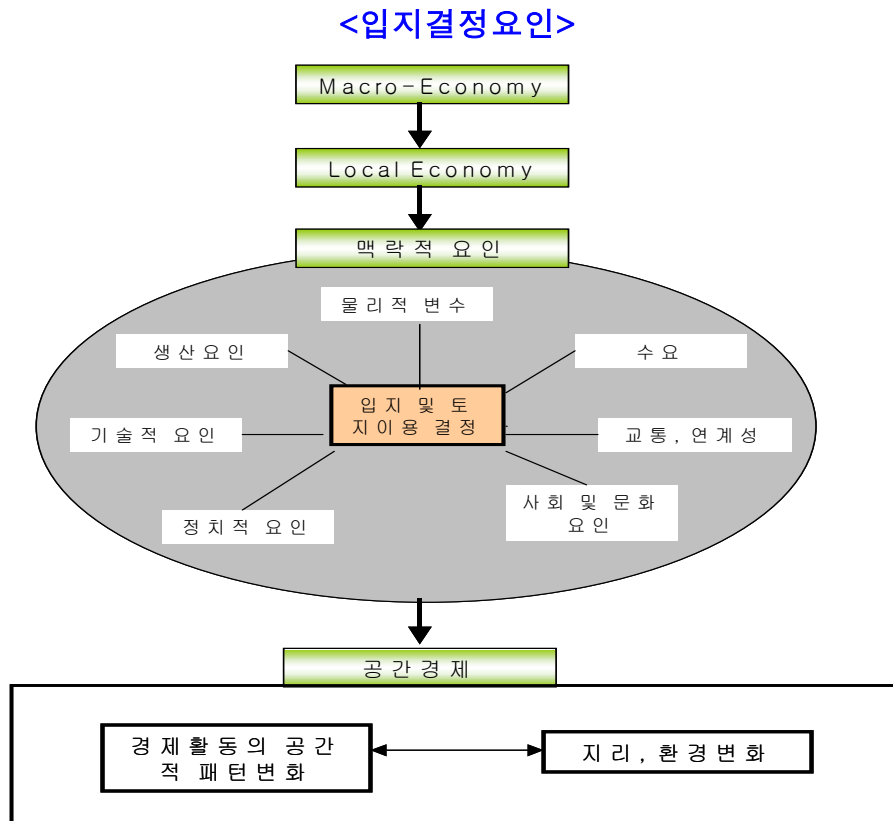 <입지결정요인>
Macro-Economy
Local Economy
맥락적 요인
물리적 변수
생산요인
수요
입지 및 토
지이용 결정
기술적 요인
교통, 연계성
정치적 요인
사회 및 문화
요인
공간경제
경제활동의 공간
적 패턴변화
지리, 환경변화